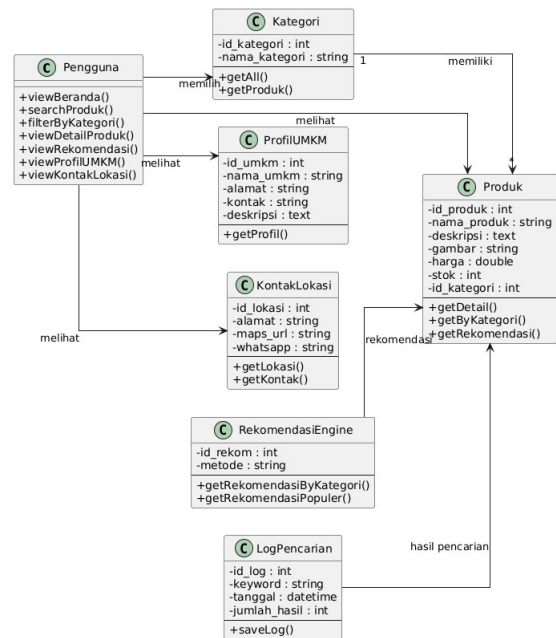 C Kategori
-id_kategori : int
-nama_kategori : string
+getAll()
+getProduk()
C Pengguna
+viewBeranda()
+searchProduk()
+filterByKategori()
+viewDetailProduk()
+viewRekomendasi()
+viewProfilUMKM()
+viewKontakLokasi()
memilih
1
memiliki
*
melihat
melihat
melihat
C ProfilUMKM
-id_umkm : int
-nama_umkm : string
-alamat : string
-kontak : string
-deskripsi : text
+getProfil()
C Produk
-id_produk : int
-nama_produk : string
-deskripsi : text
-gambar : string
-harga : double
-stok : int
-id_kategori : int
+getDetail()
+getByKategori()
+getRekomendasi()
C KontakLokasi
-id_lokasi : int
-alamat : string
-maps_url : string
-whatsapp : string
+getLokasi()
+getKontak()
rekomendasi
C RekomendasiEngine
-id_rekom : int
-metode : string
+getRekomendasiByKategori()
+getRekomendasiPopuler()
hasil pencarian
C LogPencarian
-id_log : int
-keyword : string
-tanggal : datetime
-jumlah_hasil : int
+saveLog()